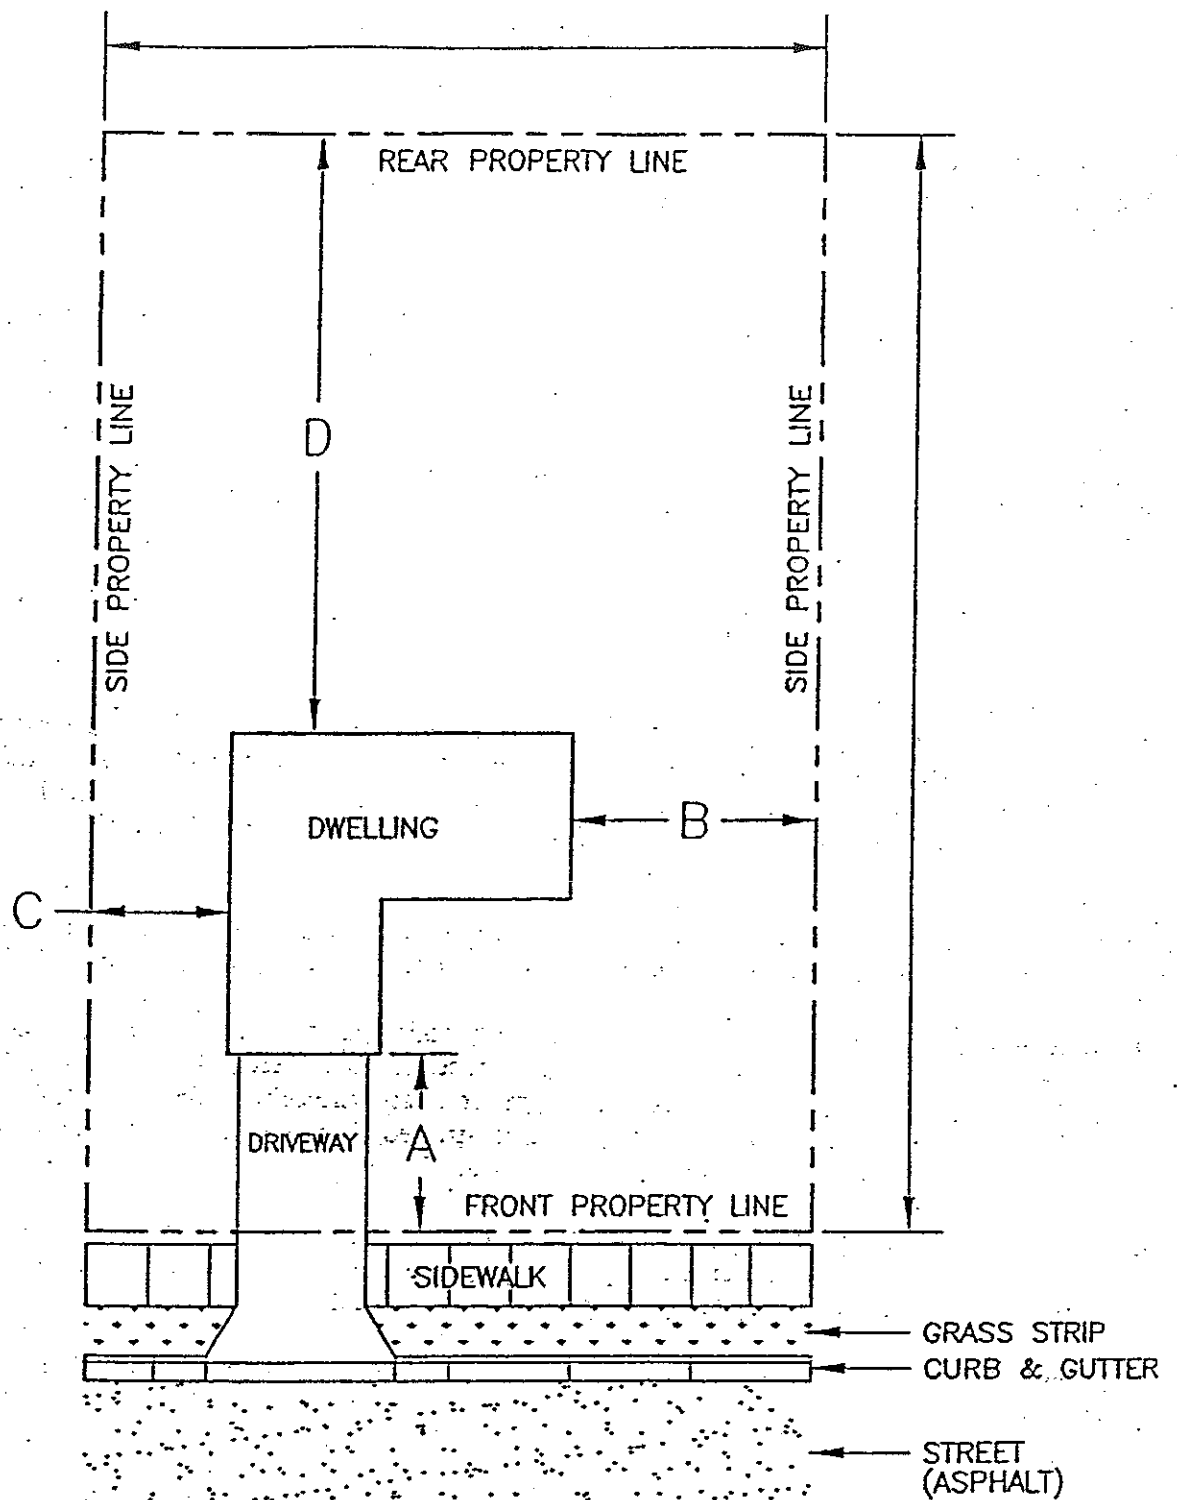 REAR PROPERTY LINE
SIDE PROPERTY LINE
D
SIDE PROPERTY LINE
DWELLING
B
C
DRIVEWAY
A
FRONT PROPERTY LINE
SIDEWALK
GRASS STRIP
CURB & GUTTER
STREET
(ASPHALT)